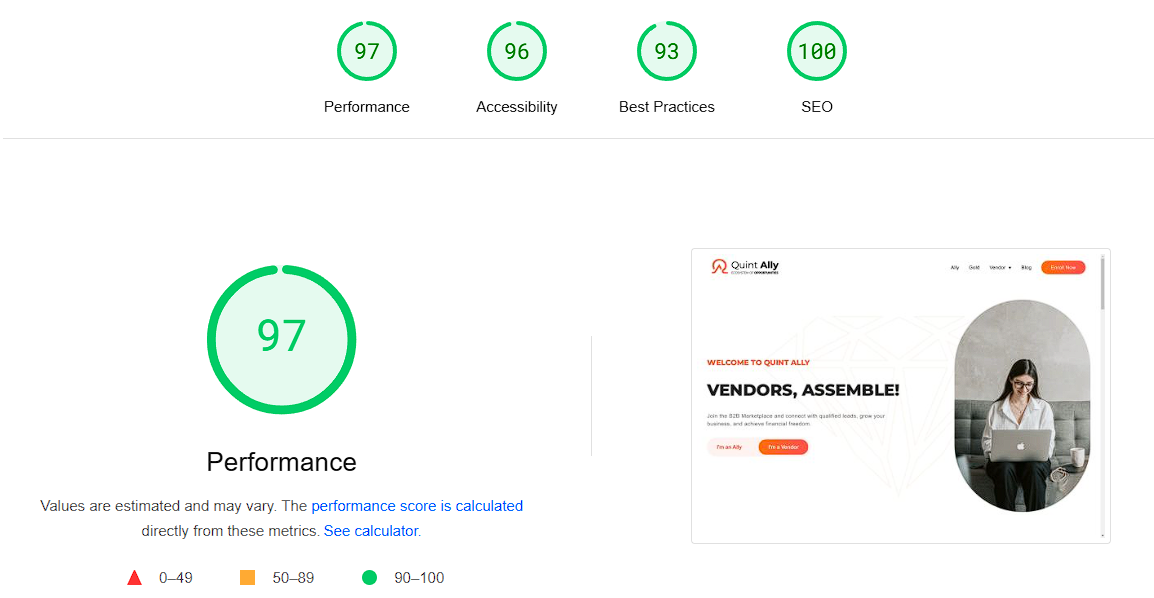 97 96 93 100
Performance Accessibility Best Practices SEO
97
Performance
Values are estimated and may vary. The performance score is calculated
directly from these metrics. See calculator.
0–49 50–89 90–100
Quint Ally
ECOSYSTEM OF OPPORTUNITIES
Ally Gold Vendor Blog Enroll Now
WELCOME TO QUINT ALLY
VENDORS, ASSEMBLE!
Join the B2B Marketplace and connect with qualified leads, grow your
business, and achieve financial freedom.
I'm an Ally I'm a Vendor